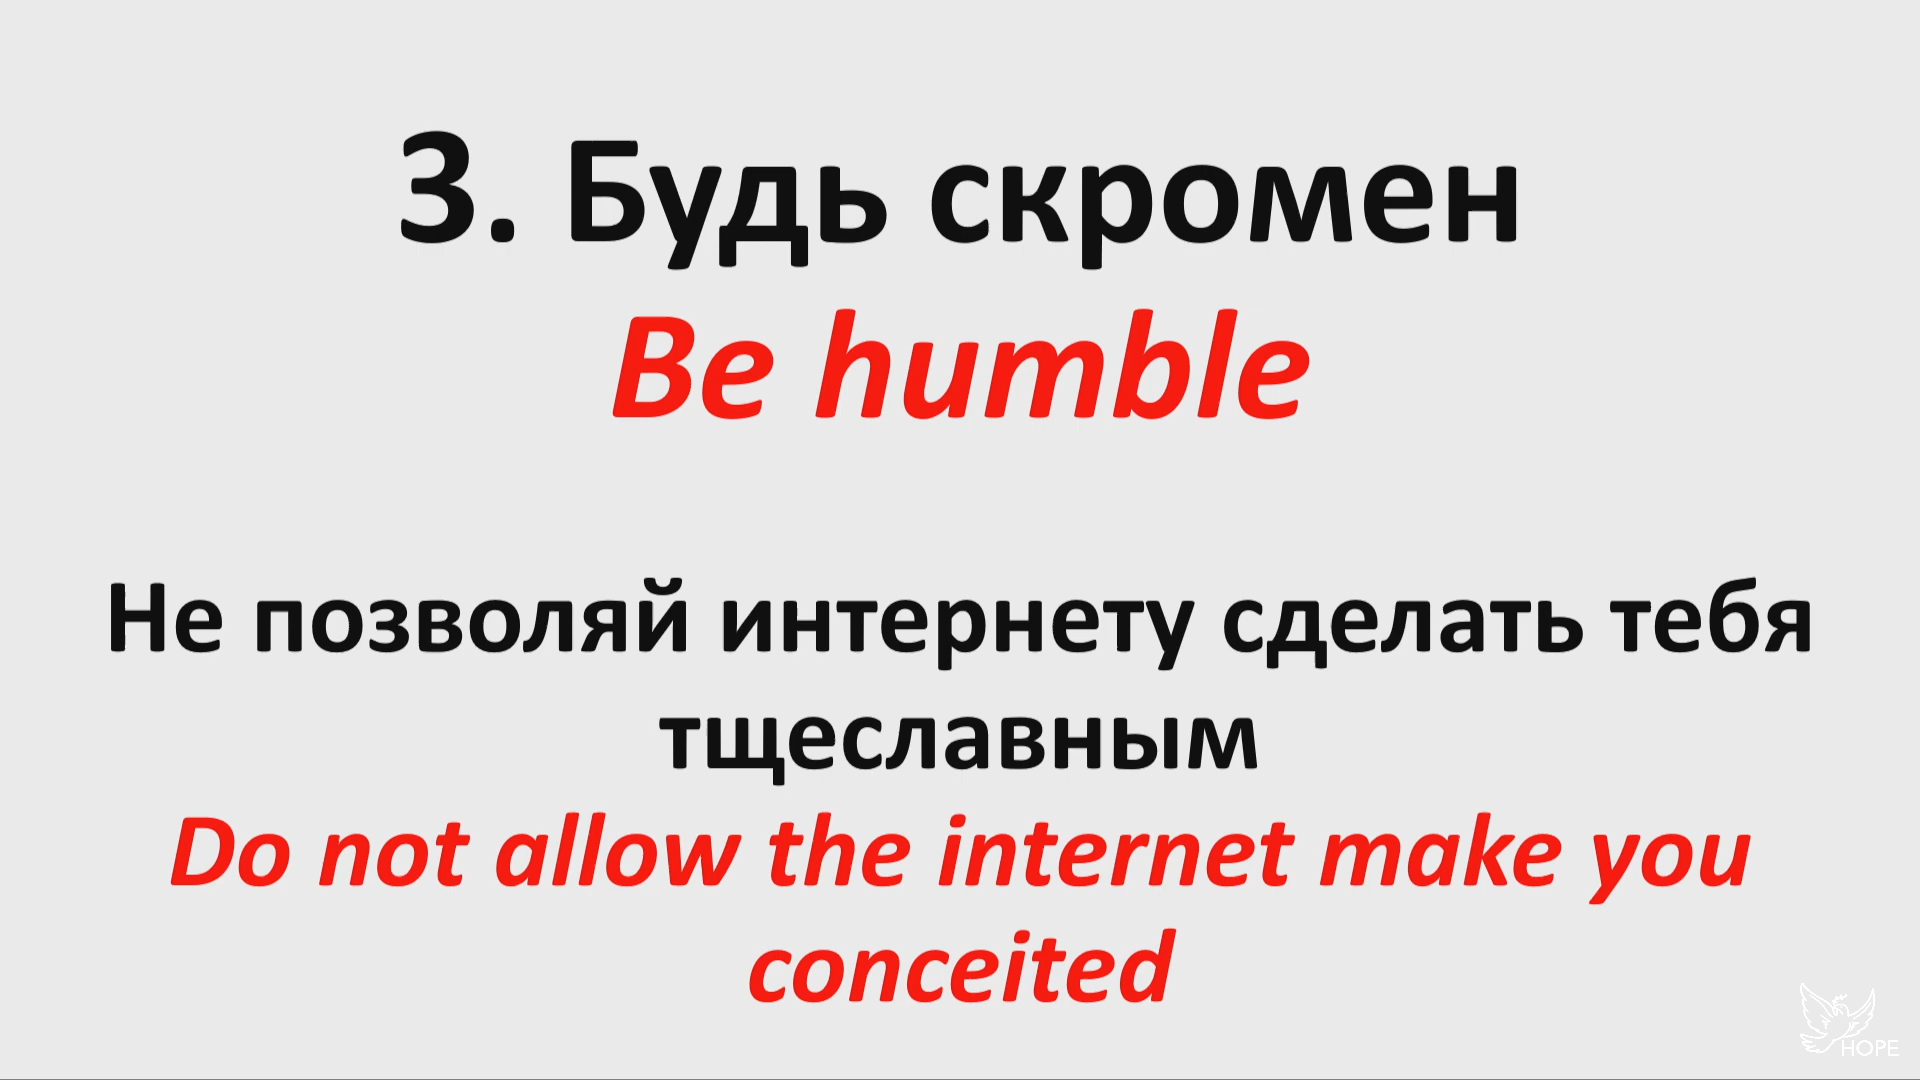 3. Будь скромен
Be humble
Не позволяй интернету сделать тебя
тщеславным
Do not allow the internet make you
conceited
HOPE